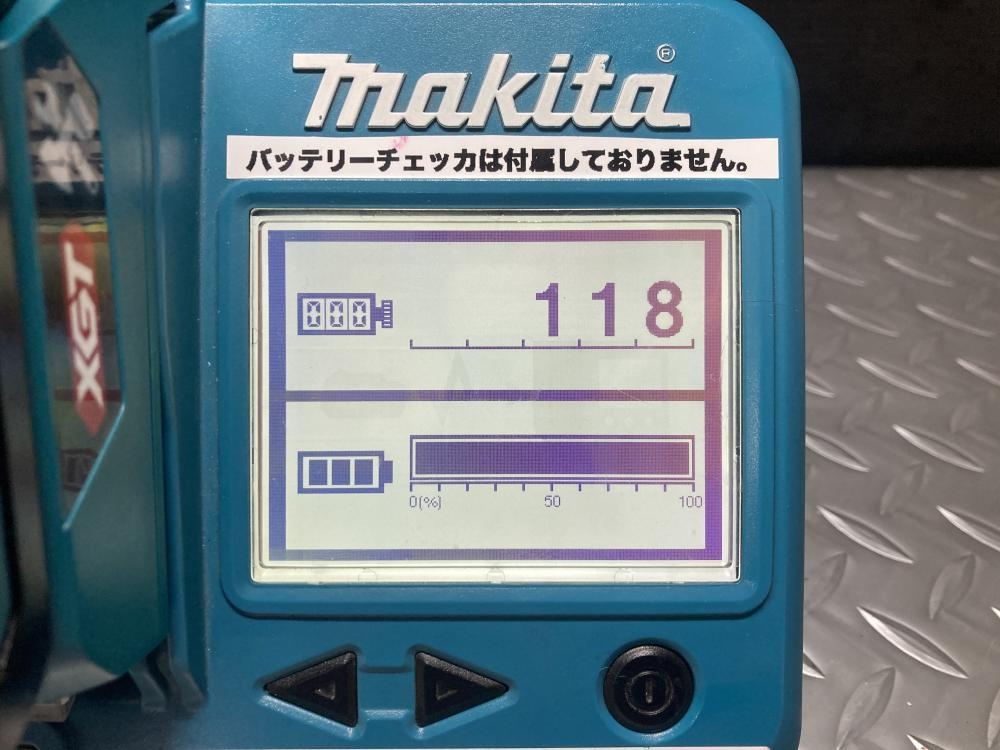 makita®
バッテリーチェッカは付属しておりません。
XGT
118
0(%) 50 100